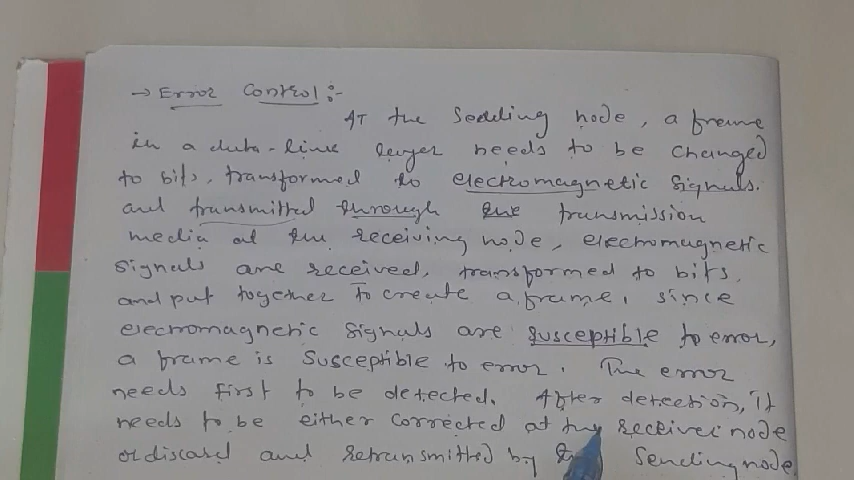 → Error Control :-
At the Sedding node, a frame
in a data-link layer needs to be changed
to bits, transformed to electromagnetic signals.
and transmitted through the transmission
media at the receiving node, electromagnetic
signals are received, transformed to bits,
and put together To create a frame. since
electromagnetic signals are susceptible to error,
a frame is susceptible to error. The error
needs first to be detected. After detection, it
needs to be either corrected at the receiver node
or discard and retransmitted by the Sending node.